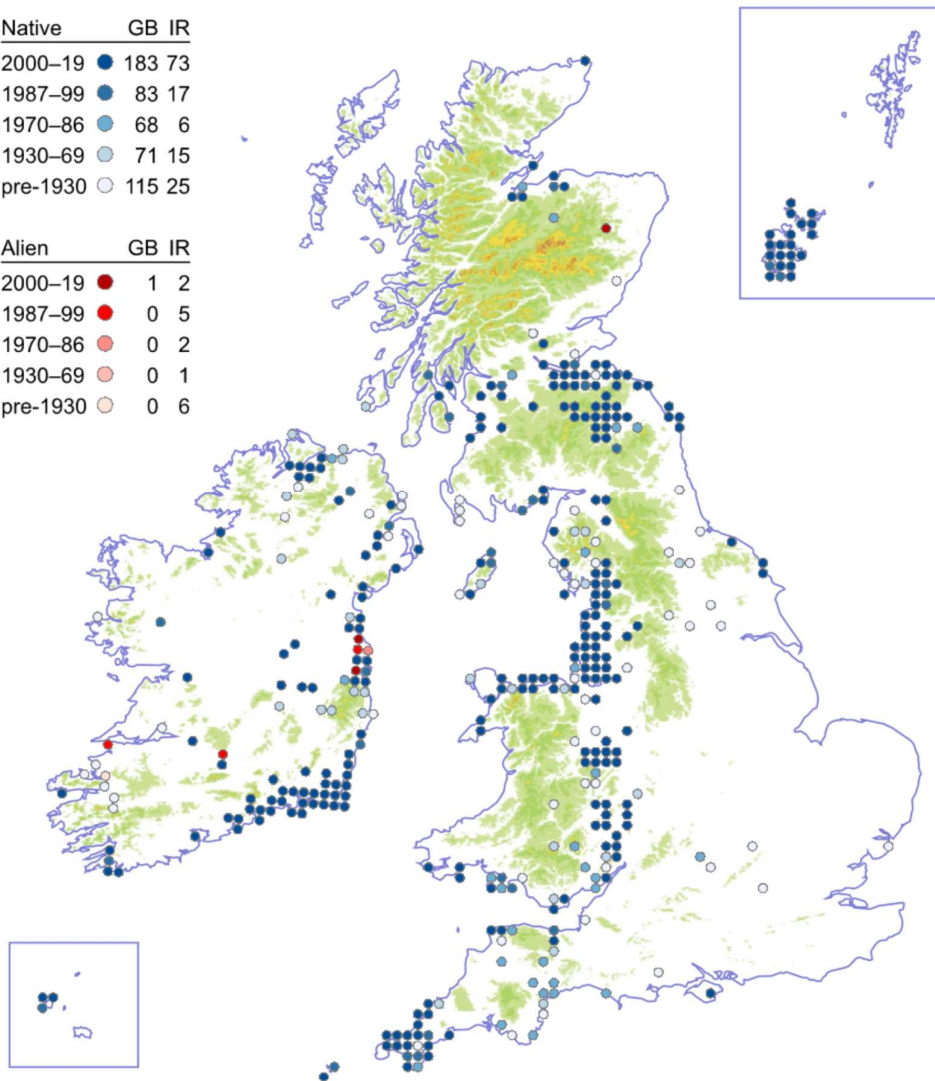 Native GB IR
2000–19 183 73
1987–99 83 17
1970–86 68 6
1930–69 71 15
pre-1930 115 25
Alien GB IR
2000–19 1 2
1987–99 0 5
1970–86 0 2
1930–69 0 1
pre-1930 0 6